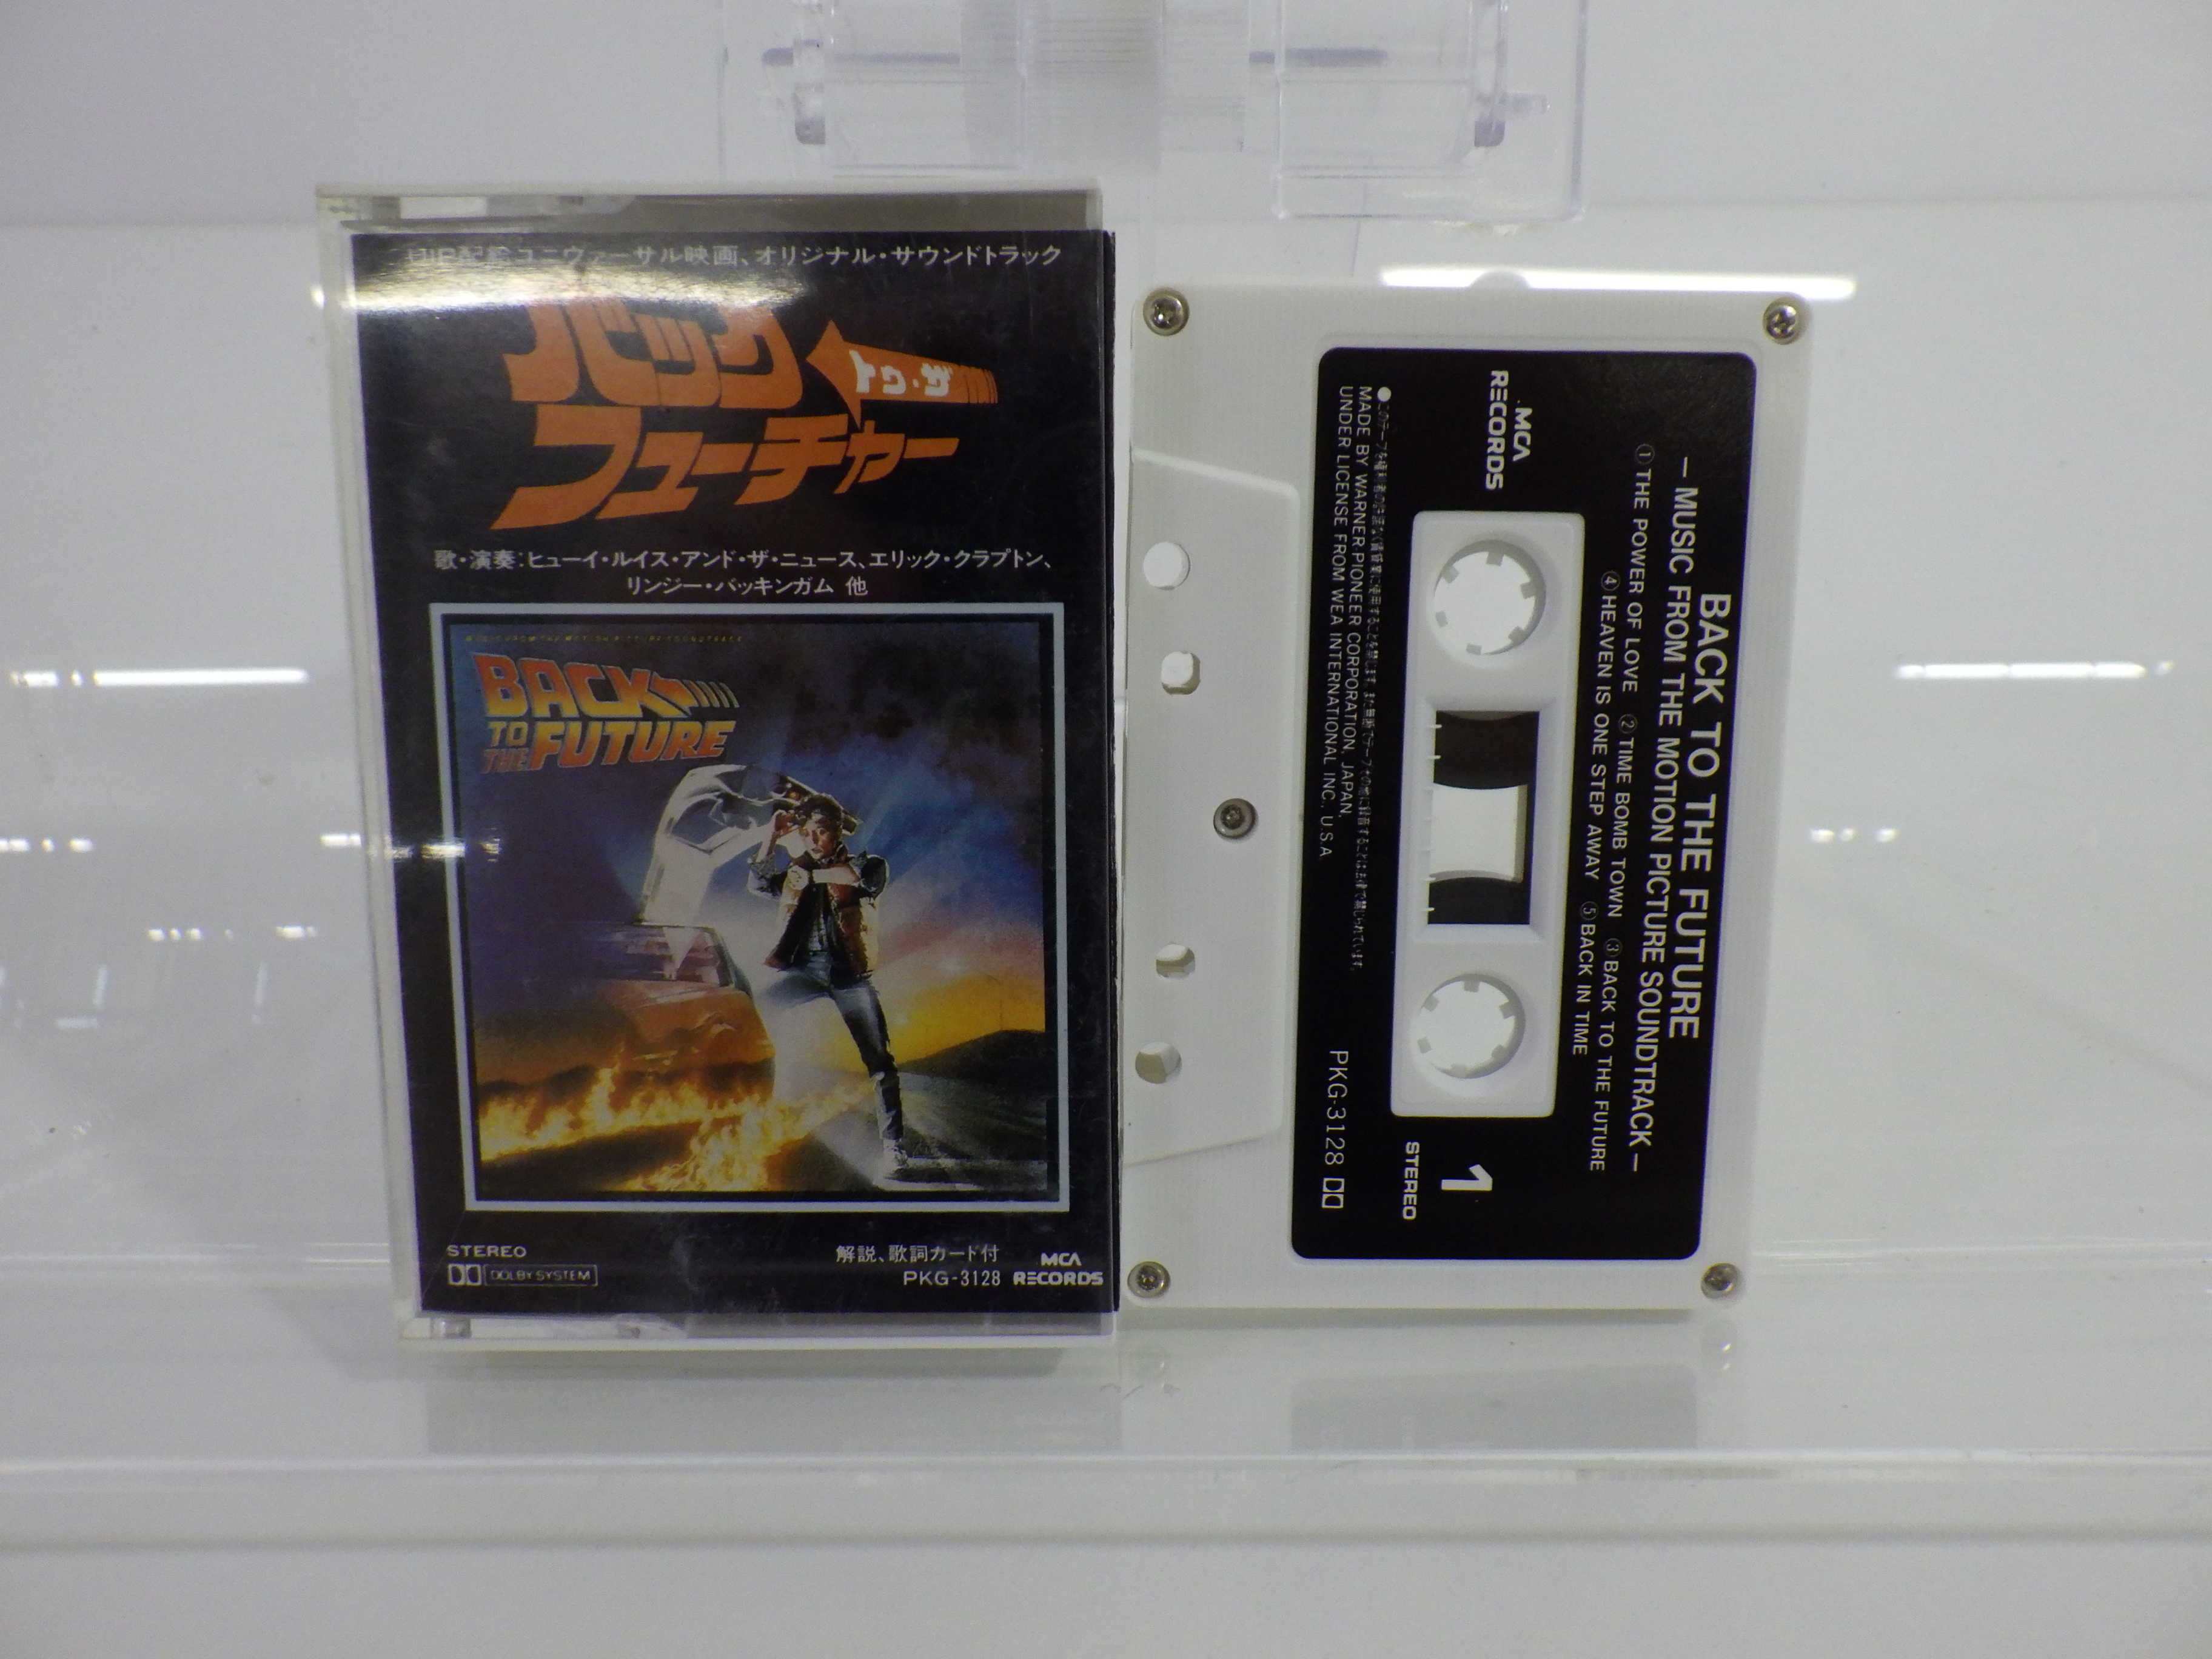 UIP配給ユニヴァーサル映画、オリジナル・サウンドトラック
バック
トゥ・ザ
フューチャー
歌・演奏:ヒューイ・ルイス・アンド・ザ・ニュース、エリック・クラプトン、
リンジー・バッキンガム 他
MUSIC FROM THE MOTION PICTURE SOUNDTRACK
BACK
TO
THE FUTURE
STEREO
DOLBY SYSTEM
解説、歌詞カード付
PKG-3128
MCA
RECORDS
BACK TO THE FUTURE
— MUSIC FROM THE MOTION PICTURE SOUNDTRACK —
① THE POWER OF LOVE ② TIME BOMB TOWN ③ BACK TO THE FUTURE
④ HEAVEN IS ONE STEP AWAY ⑤ BACK IN TIME
MCA
RECORDS
1
STEREO
MADE BY WARNER-PIONEER CORPORATION, JAPAN,
UNDER LICENSE FROM WEA INTERNATIONAL INC., U.S.A.
PKG-3128